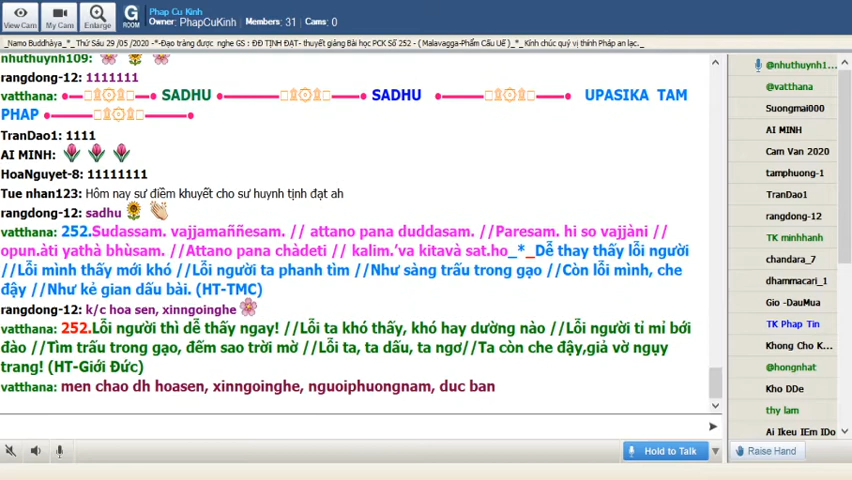 Phap Cu Kinh
Owner: PhapCuKinh Members: 31 Cams: 0
View Cam
My Cam
Enlarge
G
ROOM
_Namo Buddhàya_*_ Thứ Sáu 29 /05 /2020 -*-Đạo tràng được nghe GS : ĐĐ TỊNH ĐẠT- thuyết giảng Bài học PCK Số 252 - ( Malavagga-Phẩm Cấu Uế )_*_ Kính chúc quý vị thính Pháp an lạc._
nhuthuynh109:
rangdong-12: 1111111
vatthana: SADHU SADHU UPASIKA TAM
PHAP
TranDao1: 1111
AI MINH:
HoaNguyet-8: 11111111
Tue nhan123: Hôm nay sư điềm khuyết cho sư huynh tịnh đạt ah
rangdong-12: sadhu
vatthana: 252.Sudassam. vajjamaññesam. // attano pana duddasam. //Paresam. hi so vajjàni //
opun.àti yathà bhùsam. //Attano pana chàdeti // kalim.'va kitavà sat.ho_*_Dễ thay thấy lỗi người
//Lỗi mình thấy mới khó //Lỗi người ta phanh tìm //Như sàng trấu trong gạo //Còn lỗi mình, che
đậy //Như kẻ gian dấu bài. (HT-TMC)
rangdong-12: k/c hoa sen, xinngoinghe
vatthana: 252.Lỗi người thì dễ thấy ngay! //Lỗi ta khó thấy, khó hay dường nào //Lỗi người tỉ mỉ bới
đào //Tìm trấu trong gạo, đếm sao trời mờ //Lỗi ta, ta dấu, ta ngơ//Ta còn che đậy,giả vờ ngụy
trang! (HT-Giới Đức)
vatthana: men chao dh hoasen, xinngoinghe, nguoiphuongnam, duc ban
Hold to Talk
@nhuthuynh1...
@vatthana
Suongmai000
AI MINH
Cam Van 2020
tamphuong-1
TranDao1
rangdong-12
TK minhhanh
chandara_7
dhammacari_1
Gio -DauMua
TK Phap Tin
Khong Cho K...
@hongnhat
Kho DDe
thy lam
Ai Ikeu IEm IDo
Raise Hand